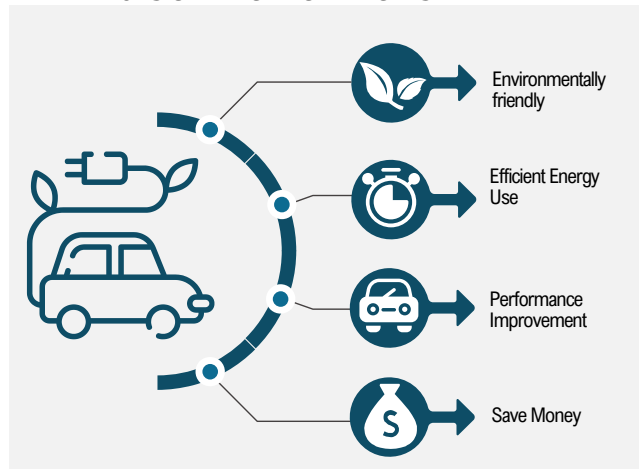 Environmentally
friendly
Efficient Energy
Use
Performance
Improvement
$
Save Money